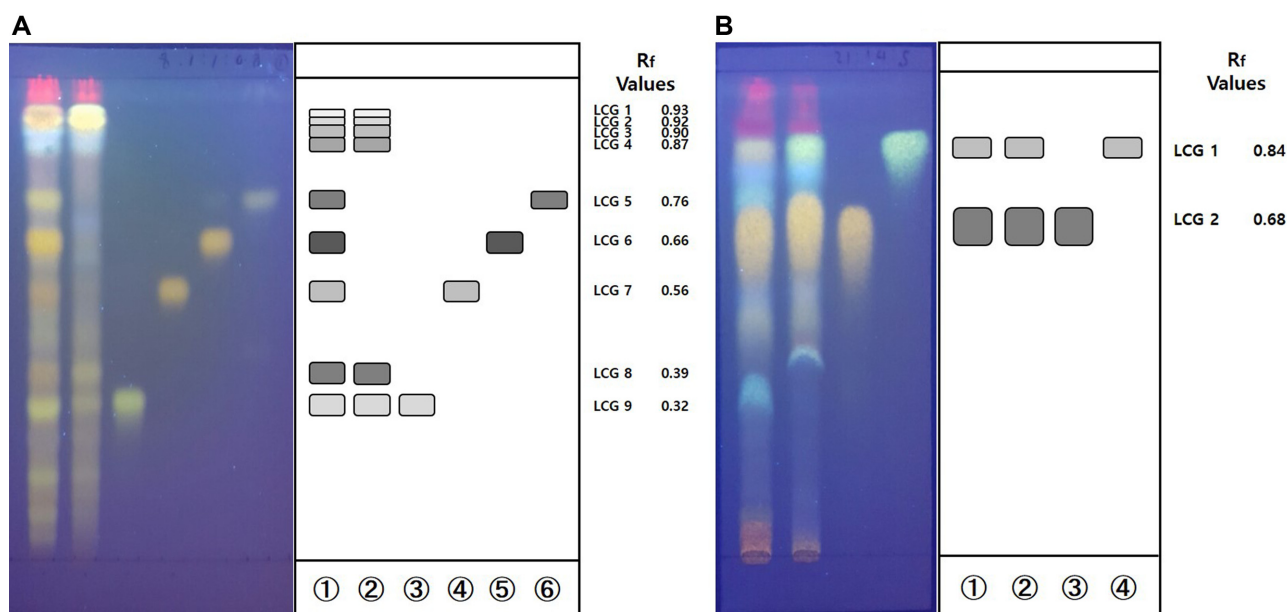 A
Rf
Values
LCG 1 0.93
LCG 2 0.92
LCG 3 0.90
LCG 4 0.87
LCG 5 0.76
LCG 6 0.66
LCG 7 0.56
LCG 8 0.39
LCG 9 0.32
① ② ③ ④ ⑤ ⑥
B
Rf
Values
LCG 1 0.84
LCG 2 0.68
① ② ③ ④